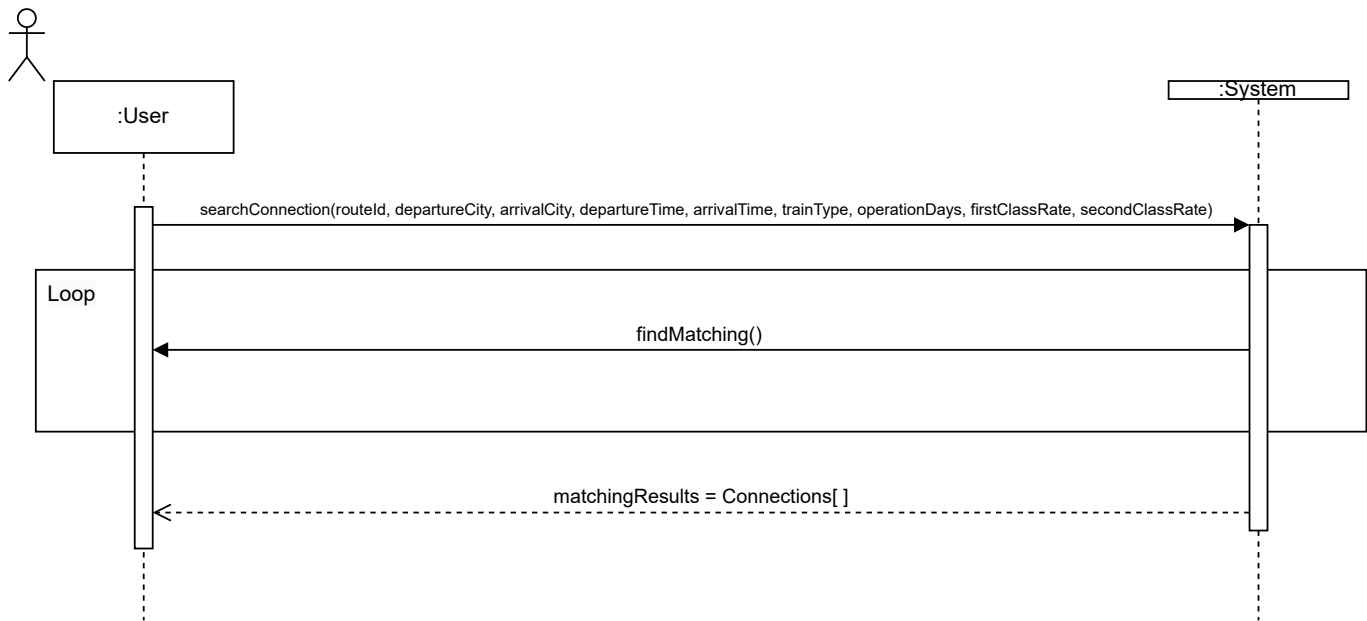 :User
:System
searchConnection(routeId, departureCity, arrivalCity, departureTime, arrivalTime, trainType, operationDays, firstClassRate, secondClassRate)
Loop
findMatching()
matchingResults = Connections[ ]